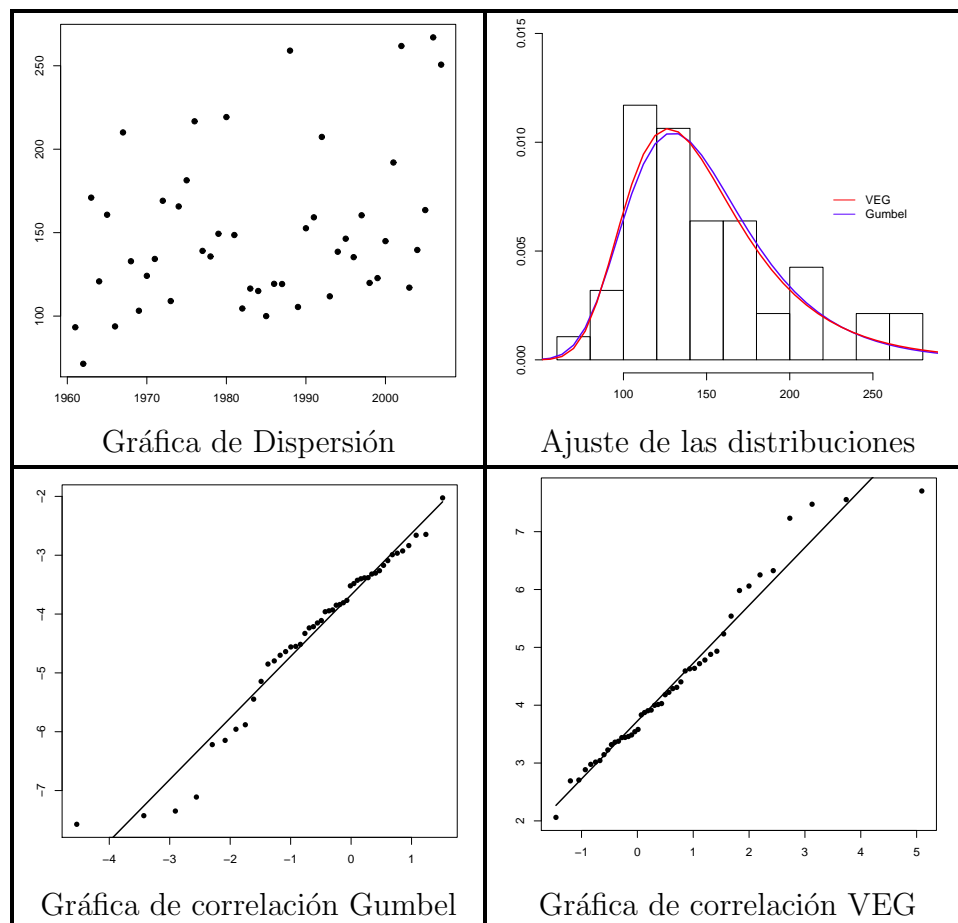 250
200
150
100
1960 1970 1980 1990 2000
Gráfica de Dispersión
0.015
0.010
0.005
0.000
VEG
Gumbel
100 150 200 250
Ajuste de las distribuciones
-2
-3
-4
-5
-6
-7
-4 -3 -2 -1 0 1
Gráfica de correlación Gumbel
7
6
5
4
3
2
-1 0 1 2 3 4 5
Gráfica de correlación VEG